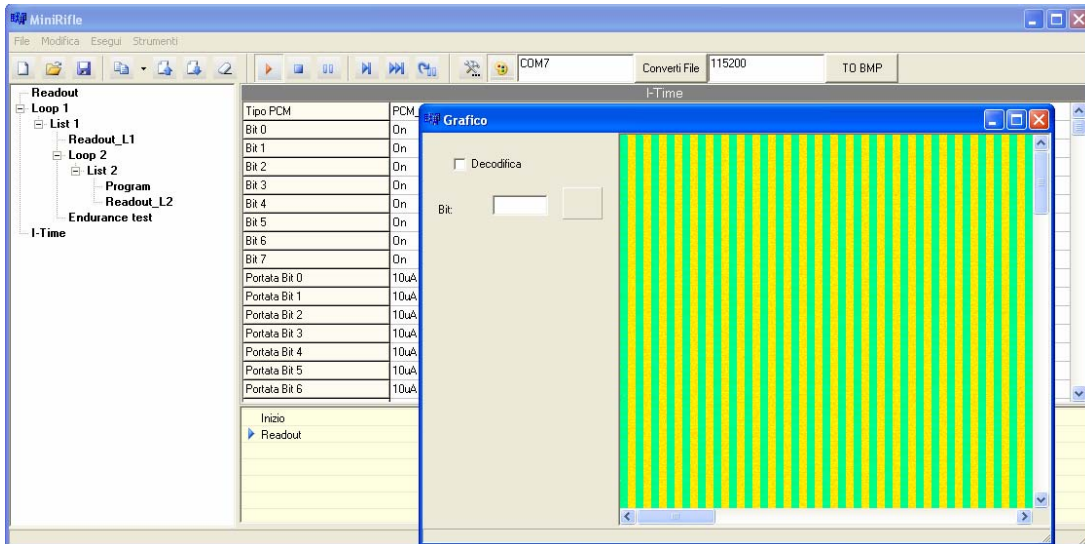 MiniRifle
File Modifica Esegui Strumenti
COM7
Converti File
115200
TO BMP
Readout
Loop 1
List 1
Readout_L1
Loop 2
List 2
Program
Readout_L2
Endurance test
I-Time
I-Time
Tipo PCM PCM_
Bit 0 On
Bit 1 On
Bit 2 On
Bit 3 On
Bit 4 On
Bit 5 On
Bit 6 On
Bit 7 On
Portata Bit 0 10uA
Portata Bit 1 10uA
Portata Bit 2 10uA
Portata Bit 3 10uA
Portata Bit 4 10uA
Portata Bit 5 10uA
Portata Bit 6 10uA
Inizio
Readout
Grafico
Decodifica
Bit: